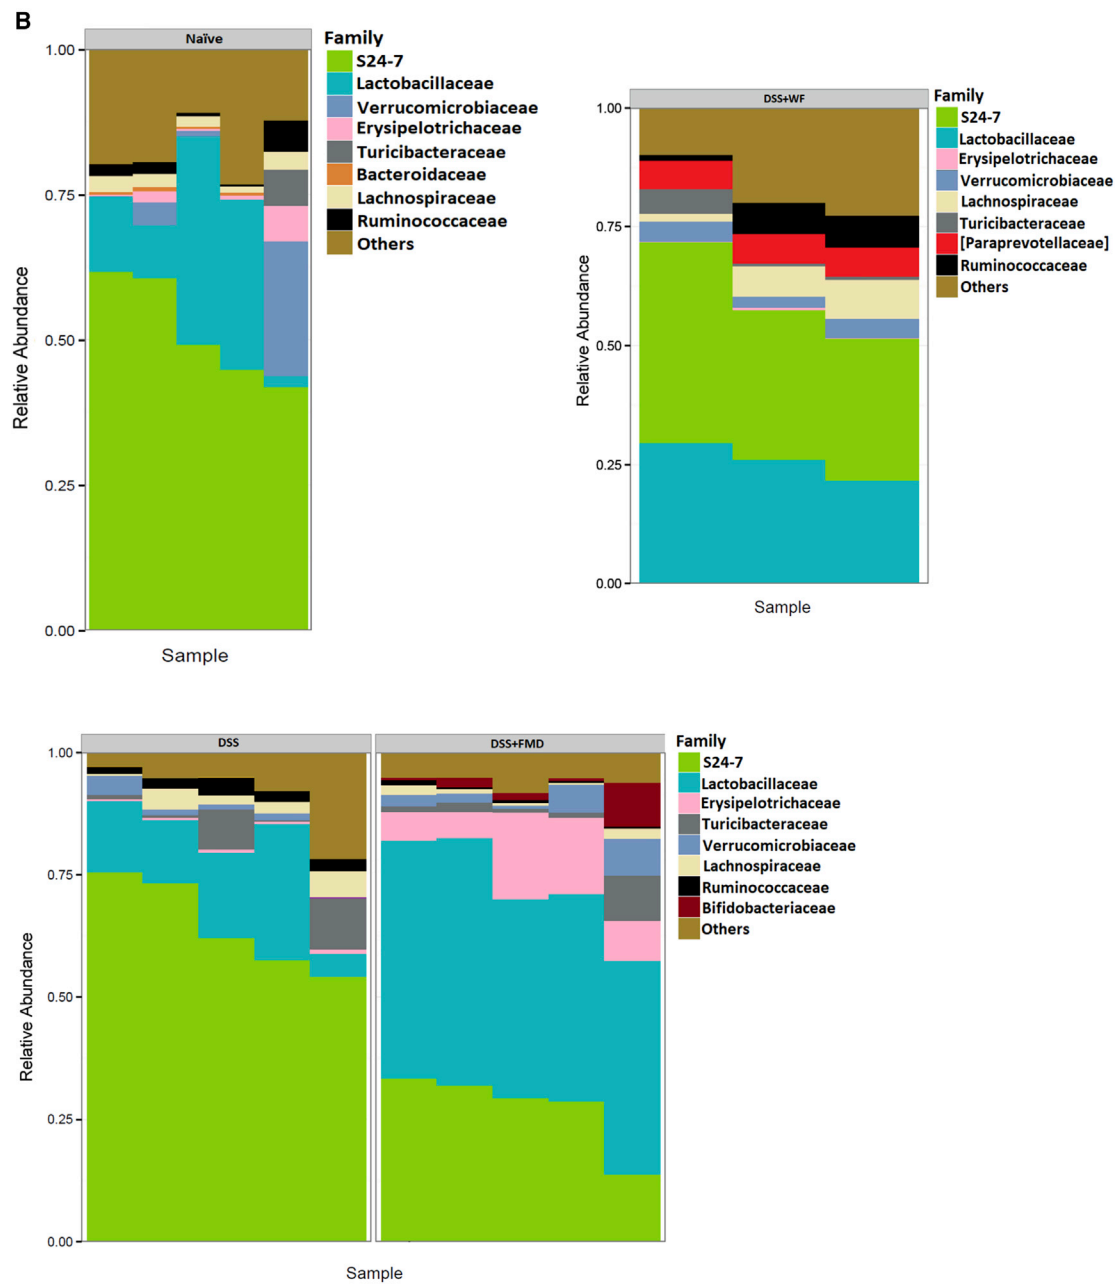 B
Naïve
1.00
0.75
0.50
0.25
0.00
Relative Abundance
Sample
Family
S24-7
Lactobacillaceae
Verrucomicrobiaceae
Erysipelotrichaceae
Turicibacteraceae
Bacteroidaceae
Lachnospiraceae
Ruminococcaceae
Others
DSS+WF
1.00
0.75
0.50
0.25
0.00
Relative Abundance
Sample
Family
S24-7
Lactobacillaceae
Erysipelotrichaceae
Verrucomicrobiaceae
Lachnospiraceae
Turicibacteraceae
[Paraprevotellaceae]
Ruminococcaceae
Others
DSS
DSS+FMD
1.00
0.75
0.50
0.25
0.00
Relative Abundance
Sample
Family
S24-7
Lactobacillaceae
Erysipelotrichaceae
Turicibacteraceae
Verrucomicrobiaceae
Lachnospiraceae
Ruminococcaceae
Bifidobacteriaceae
Others